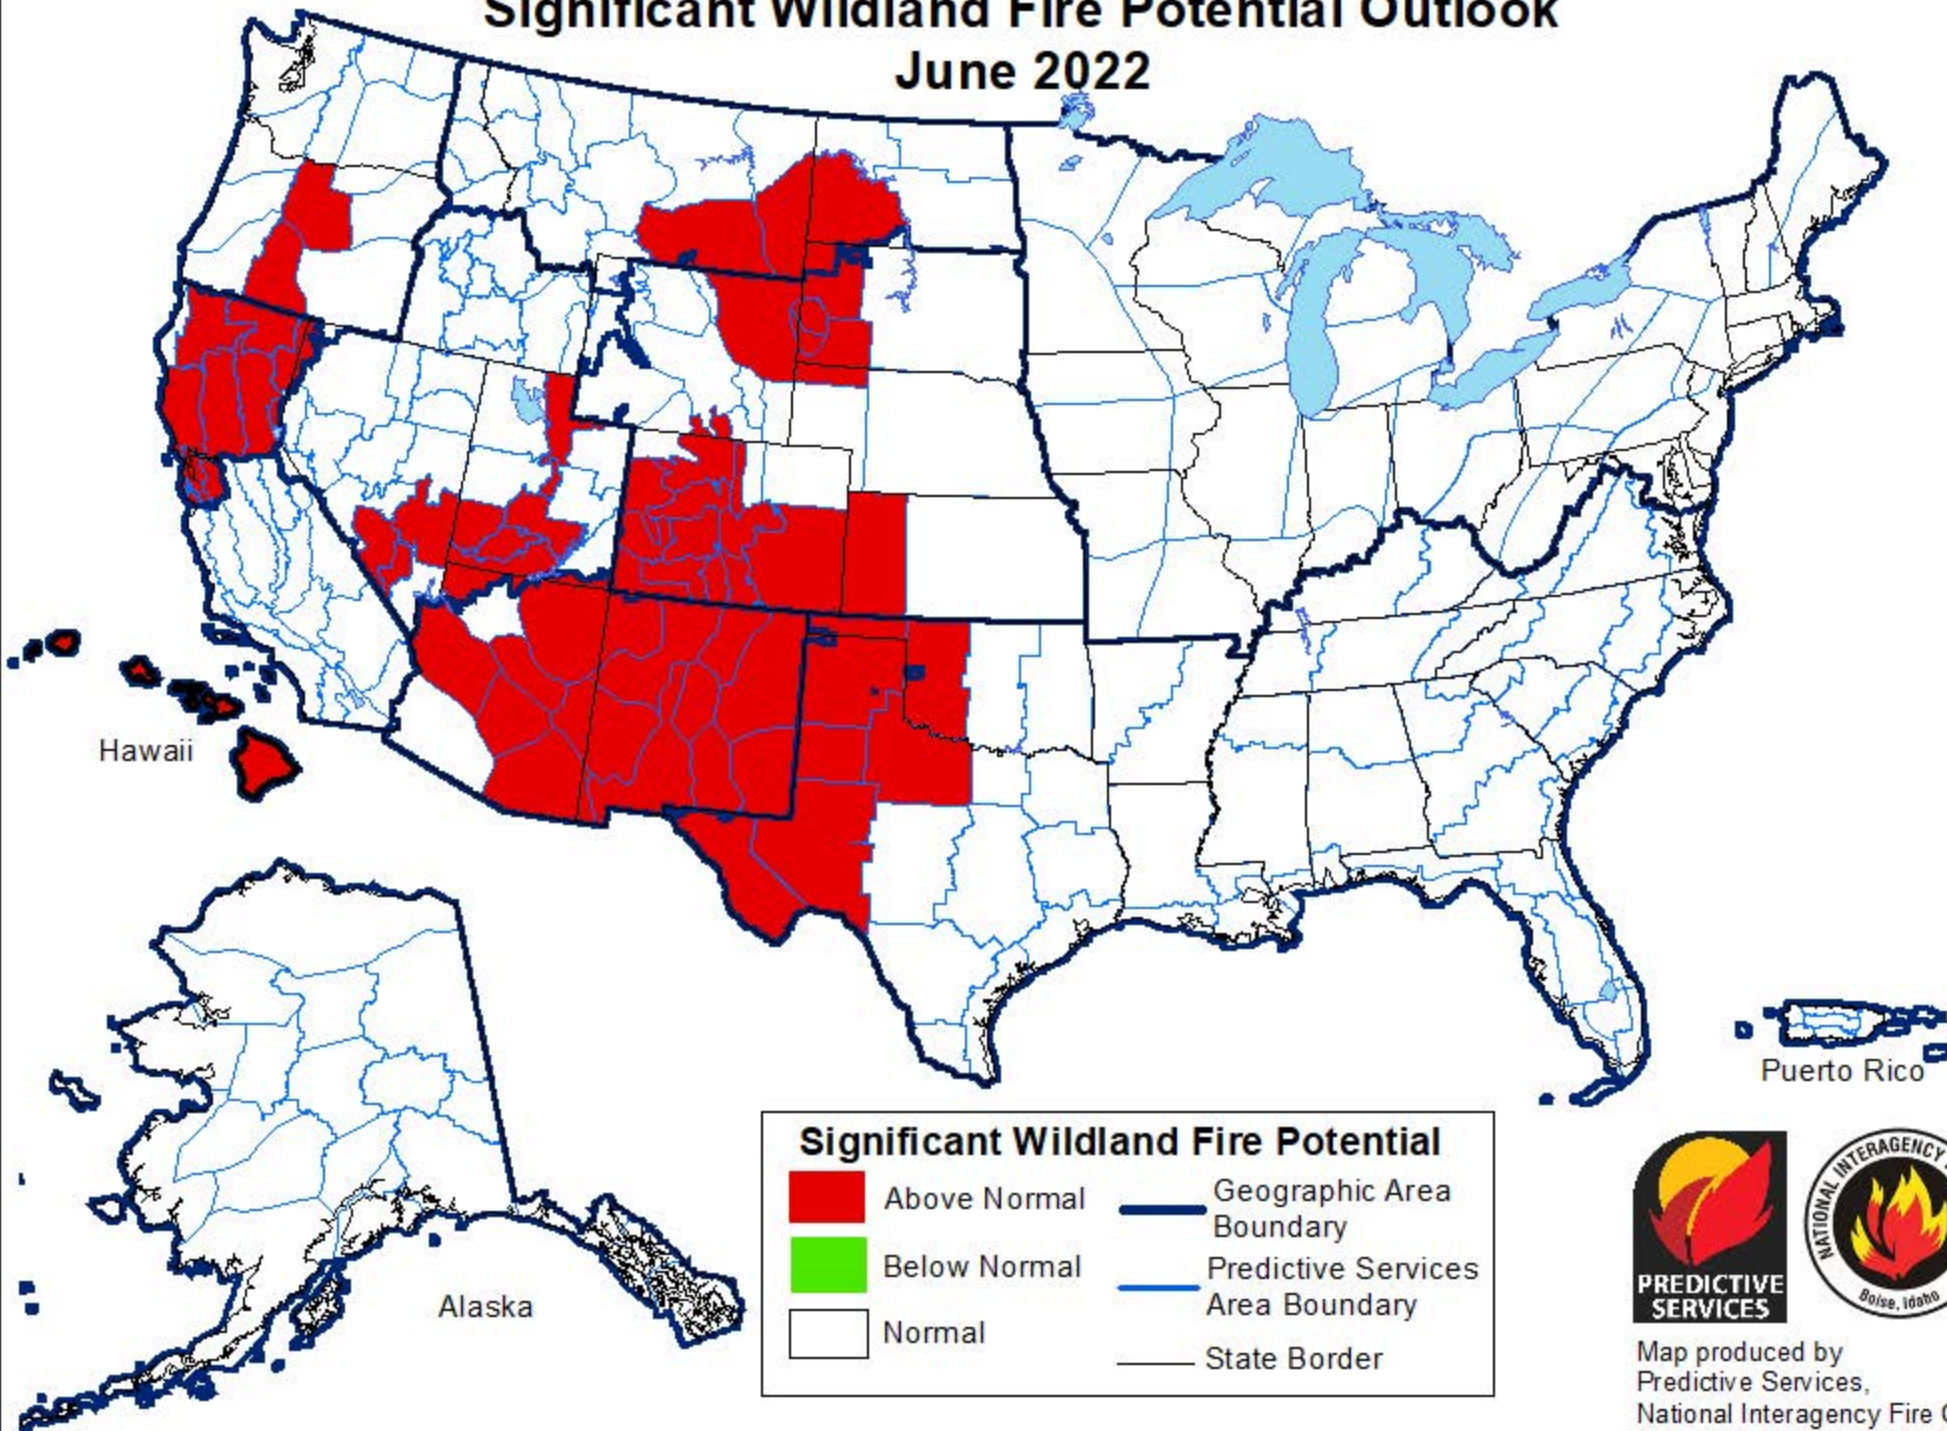 Significant Wildland Fire Potential Outlook
June 2022
Hawaii
Alaska
Puerto Rico
Significant Wildland Fire Potential
Above Normal
Below Normal
Normal
Geographic Area
Boundary
Predictive Services
Area Boundary
State Border
PREDICTIVE
SERVICES
NATIONAL INTERAGENCY
Boise, Idaho
Map produced by
Predictive Services,
National Interagency Fire